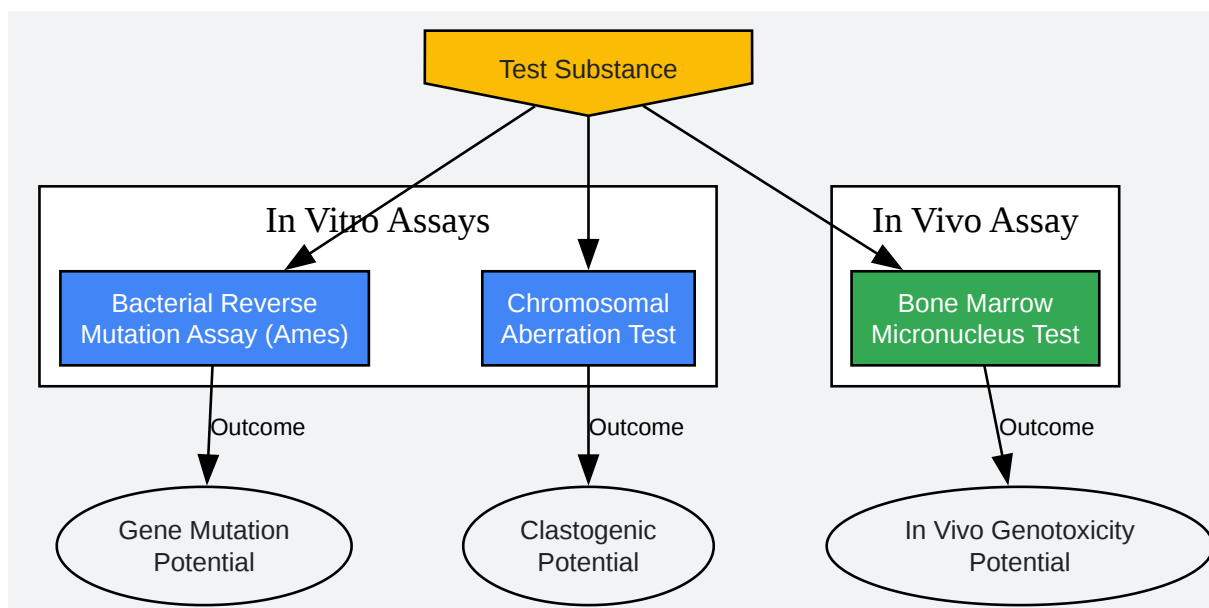 Test Substance
In Vitro Assays
In Vivo Assay
Bacterial Reverse
Mutation Assay (Ames)
Chromosomal
Aberration Test
Bone Marrow
Micronucleus Test
Outcome
Outcome
Outcome
Gene Mutation
Potential
Clastogenic
Potential
In Vivo Genotoxicity
Potential